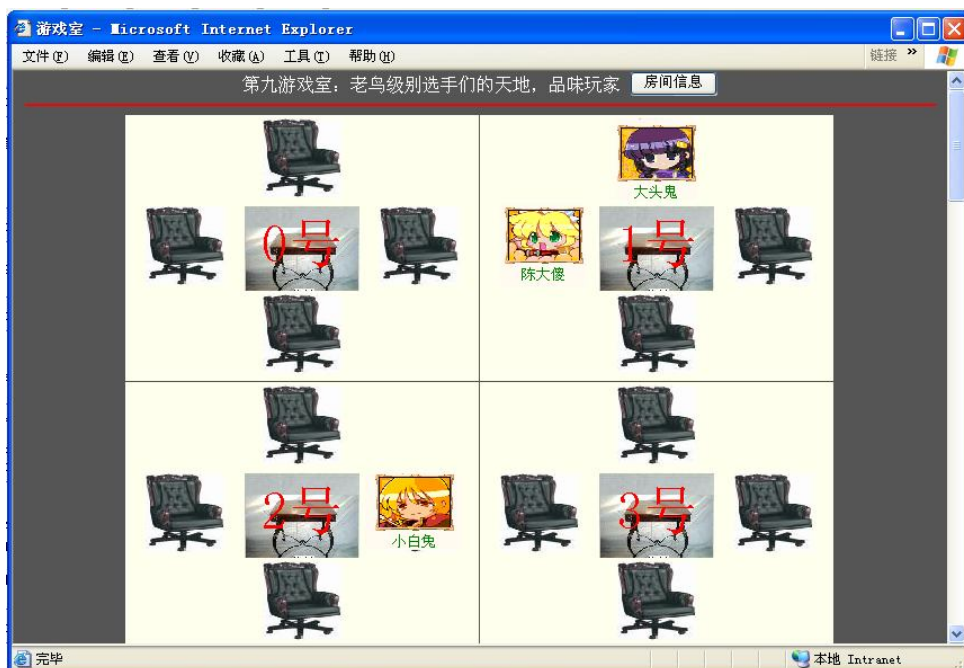 游戏室 - Microsoft Internet Explorer
文件(F) 编辑(E) 查看(V) 收藏(A) 工具(T) 帮助(H) 链接 »
第九游戏室：老鸟级别选手们的天地，品味玩家 房间信息
大头鬼
0号
陈大傻
1号
2号
小白兔
3号
完毕
本地 Intranet